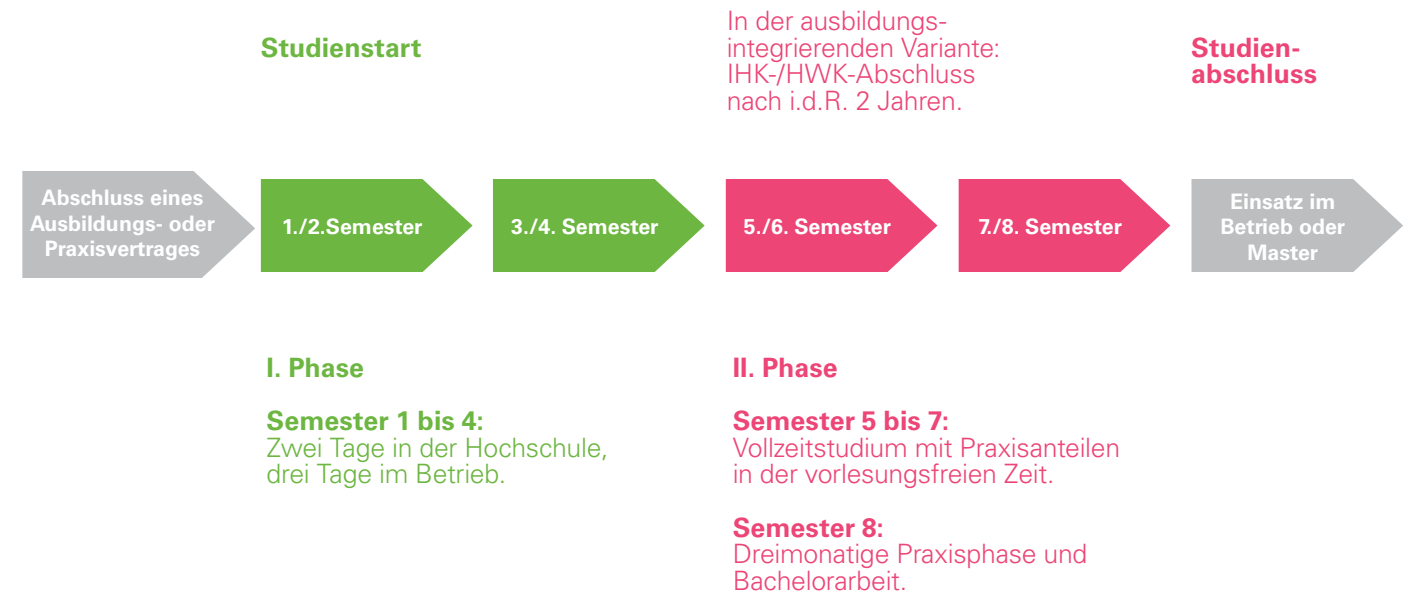 Studienstart
In der ausbildungs-
integrierenden Variante:
IHK-/HWK-Abschluss
nach i.d.R. 2 Jahren.
Studien-
abschluss
Abschluss eines
Ausbildungs- oder
Praxisvertrages
1./2.Semester
3./4. Semester
5./6. Semester
7./8. Semester
Einsatz im
Betrieb oder
Master
I. Phase
Semester 1 bis 4:
Zwei Tage in der Hochschule,
drei Tage im Betrieb.
II. Phase
Semester 5 bis 7:
Vollzeitstudium mit Praxisanteilen
in der vorlesungsfreien Zeit.
Semester 8:
Dreimonatige Praxisphase und
Bachelorarbeit.